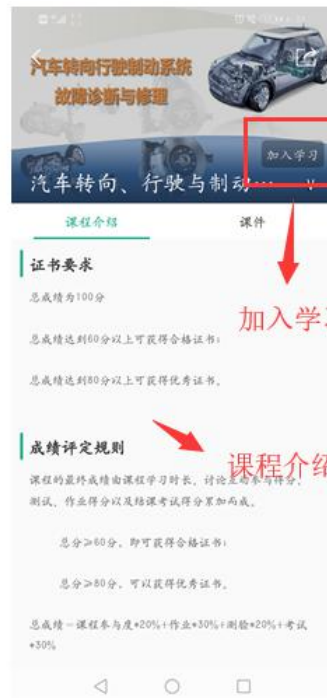 汽车转向行驶制动系统
故障诊断与修理
加入学习
汽车转向、行驶与制动…
课程介绍
课件
证书要求
总成绩为100分
加入学
总成绩达到60分以上可获得合格证书;
总成绩达到80分以上可获得优秀证书。
成绩评定规则
课程介绍
课程的最终成绩由课程学习时长、讨论互动参与得分、
测试、作业得分以及结课考试得分累加而成。
总分≥60分，即可获得合格证书;
总分≥80分，可以获得优秀证书。
总成绩=课程参与度*20%+作业*30%+测验*20%+考试
*30%